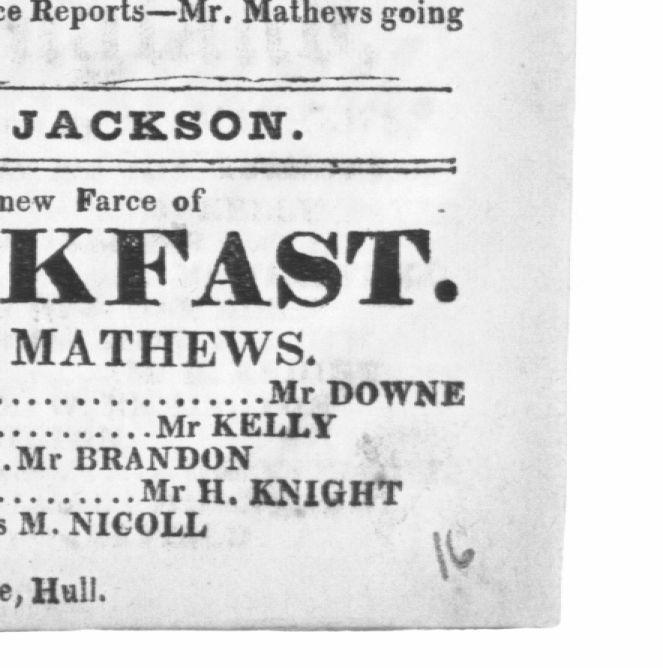 ce Reports—Mr. Mathews going
JACKSON.
new Farce of
KFAST.
MATHEWS.
.................Mr DOWNE
..........Mr KELLY
.Mr BRANDON
.........Mr H. KNIGHT
s M. NICOLL
16
e, Hull.